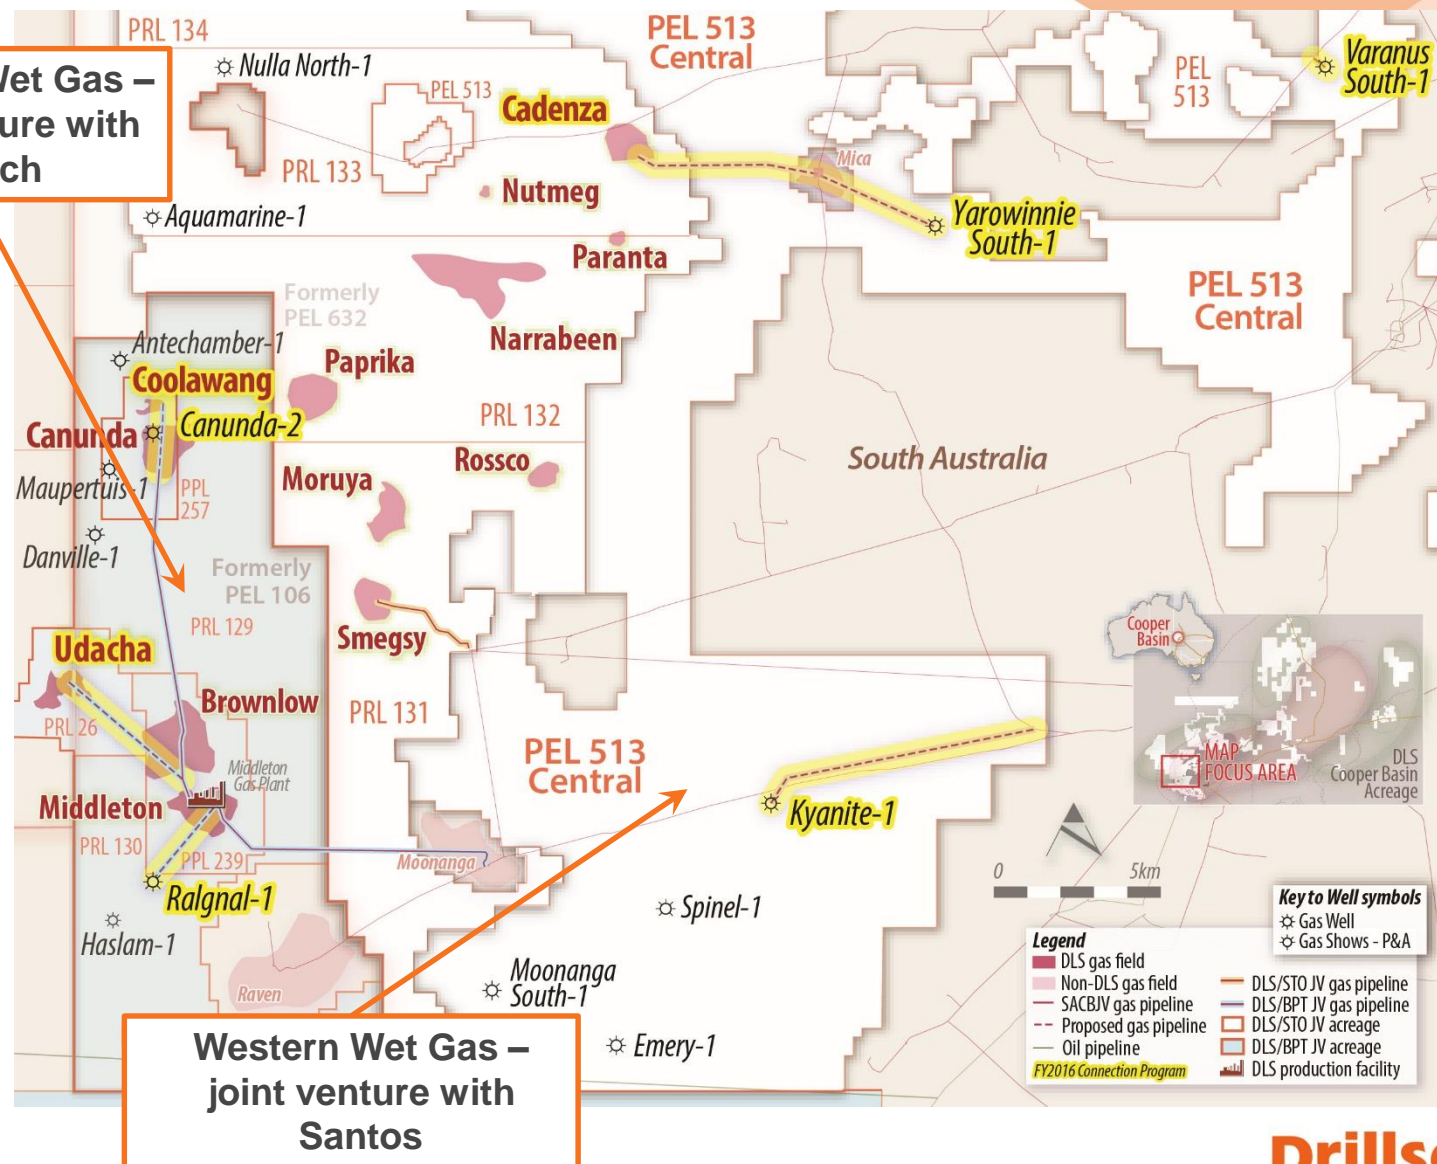 PRL 134
Nulla North-1
Wet Gas –
with
PEL 513
Central
PEL
513
Varanus
South-1
PEL 513
Cadenza
PRL 133
Mica
Nutmeg
Aquamarine-1
Yarowinnie
South-1
Paranta
PEL 513
Central
Formerly
PEL 632
Narrabeen
Antechamber-1
Paprika
Coolawang
Canunda
Canunda-2
PRL 132
South Australia
Rossco
Moruya
Maupertuis-1
PPL
257
Danville-1
Formerly
PEL 106
PRL 129
Smegsy
Cooper
Basin
Udacha
Brownlow
PRL 26
PRL 131
PEL 513
Central
MAP
FOCUS AREA
DLS
Cooper Basin
Acreage
Middleton
Gas Plant
Middleton
Kyanite-1
PRL 130
PPL 239
Moonanga
Ralgnal-1
0 5km
Haslam-1
Spinel-1
Key to Well symbols
Gas Well
Gas Shows - P&A
Raven
Moonanga
South-1
Emery-1
Legend
DLS gas field
Non-DLS gas field
SACBJV gas pipeline
Proposed gas pipeline
Oil pipeline
FY2016 Connection Program
DLS/STO JV gas pipeline
DLS/BPT JV gas pipeline
DLS/STO JV acreage
DLS/BPT JV acreage
DLS production facility
Western Wet Gas –
joint venture with
Santos